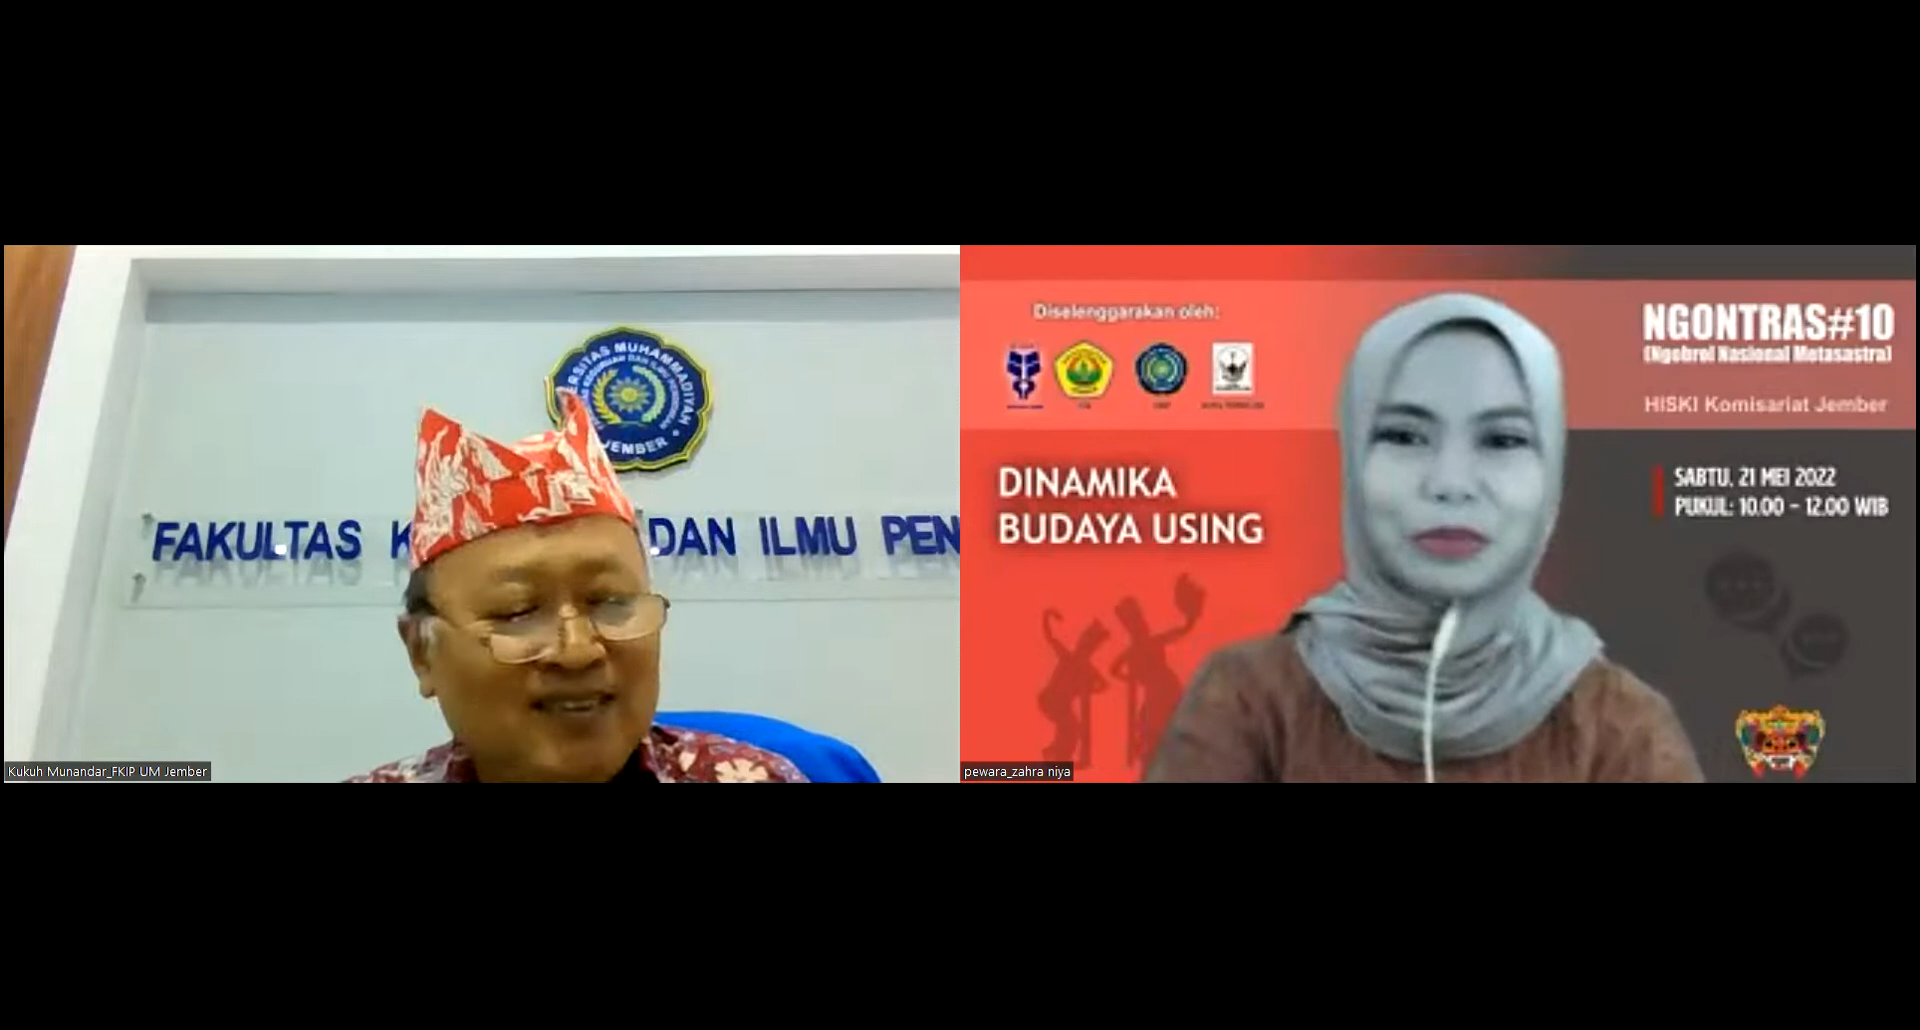 UNIVERSITAS MUHAMMADIYAH
JEMBER
FAKULTAS K DAN ILMU PEN
Kukuh Munandar_FKIP UM Jember
Diselenggarakan oleh:
NGONTRAS#10
(Ngobrol Nasional Metasastra)
HISKI Komisariat Jember
DINAMIKA
BUDAYA USING
SABTU, 21 MEI 2022
PUKUL: 10.00 - 12.00 WIB
pewara_zahra niya